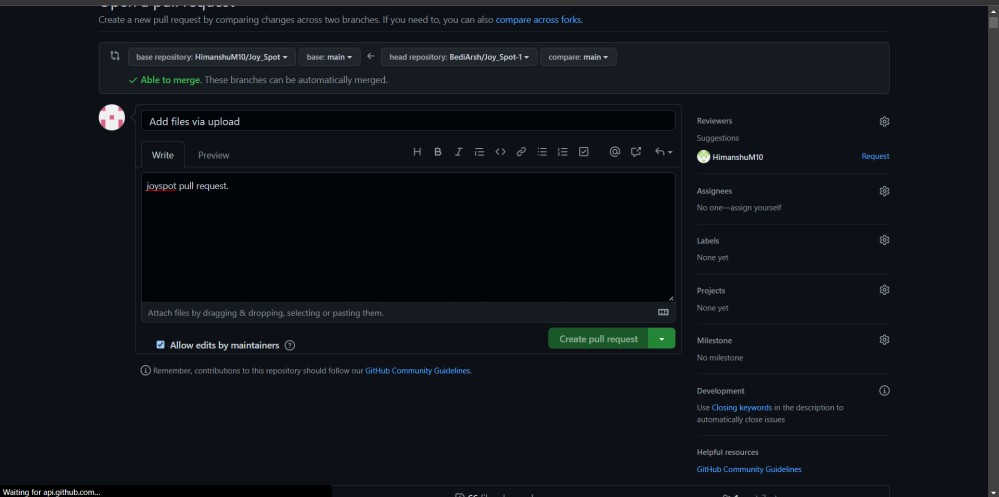 Open a pull request
Create a new pull request by comparing changes across two branches. If you need to, you can also compare across forks.
base repository: HimanshuM10/Joy_Spot base: main head repository: BediArsh/Joy_Spot-1 compare: main
Able to merge. These branches can be automatically merged.
Add files via upload
Write Preview
joyspot pull request.
Attach files by dragging & dropping, selecting or pasting them.
Allow edits by maintainers
Create pull request
Remember, contributions to this repository should follow our GitHub Community Guidelines.
Reviewers
Suggestions
HimanshuM10 Request
Assignees
No one—assign yourself
Labels
None yet
Projects
None yet
Milestone
No milestone
Development
Use Closing keywords in the description to
automatically close issues
Helpful resources
GitHub Community Guidelines
Waiting for api.github.com...